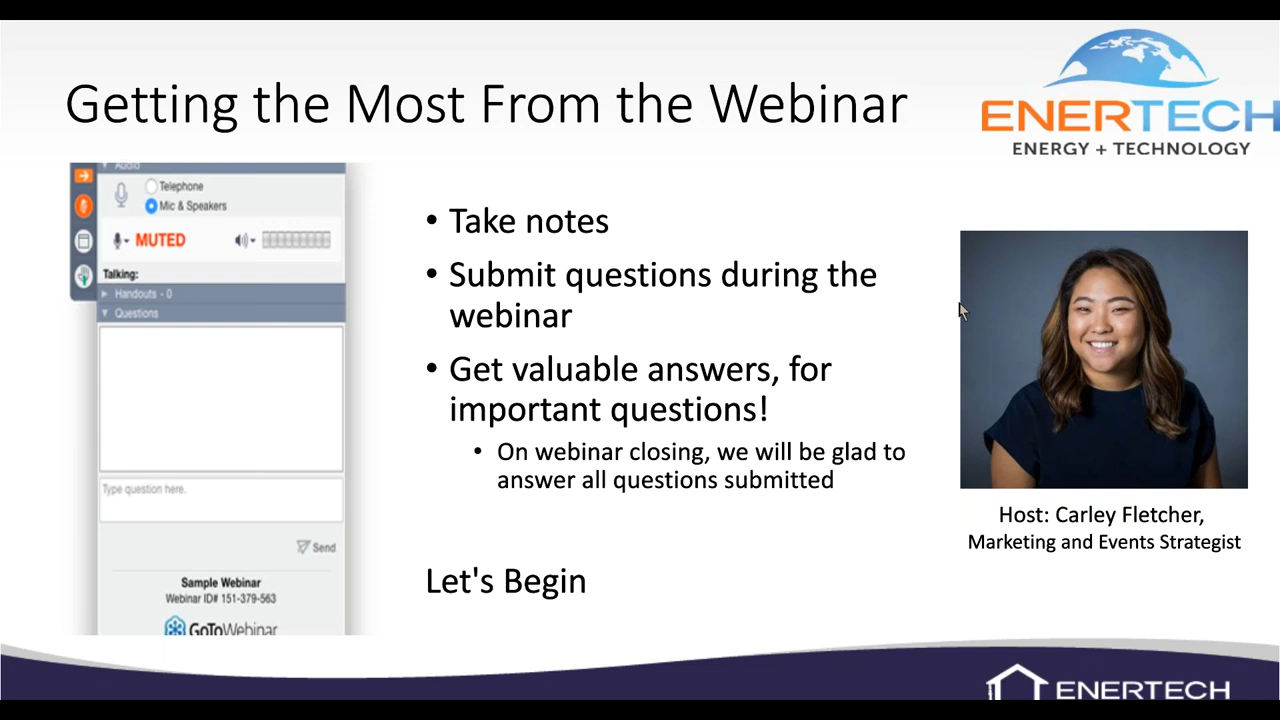 Getting the Most From the Webinar
ENERTECH
ENERGY + TECHNOLOGY
Audio
Telephone
Mic & Speakers
MUTED
Talking:
Handouts - 0
Questions
Type question here.
Send
Sample Webinar
Webinar ID# 151-379-563
GoToWebinar
• Take notes
• Submit questions during the
webinar
• Get valuable answers, for
important questions!
• On webinar closing, we will be glad to
answer all questions submitted
Let's Begin
Host: Carley Fletcher,
Marketing and Events Strategist
ENERTECH